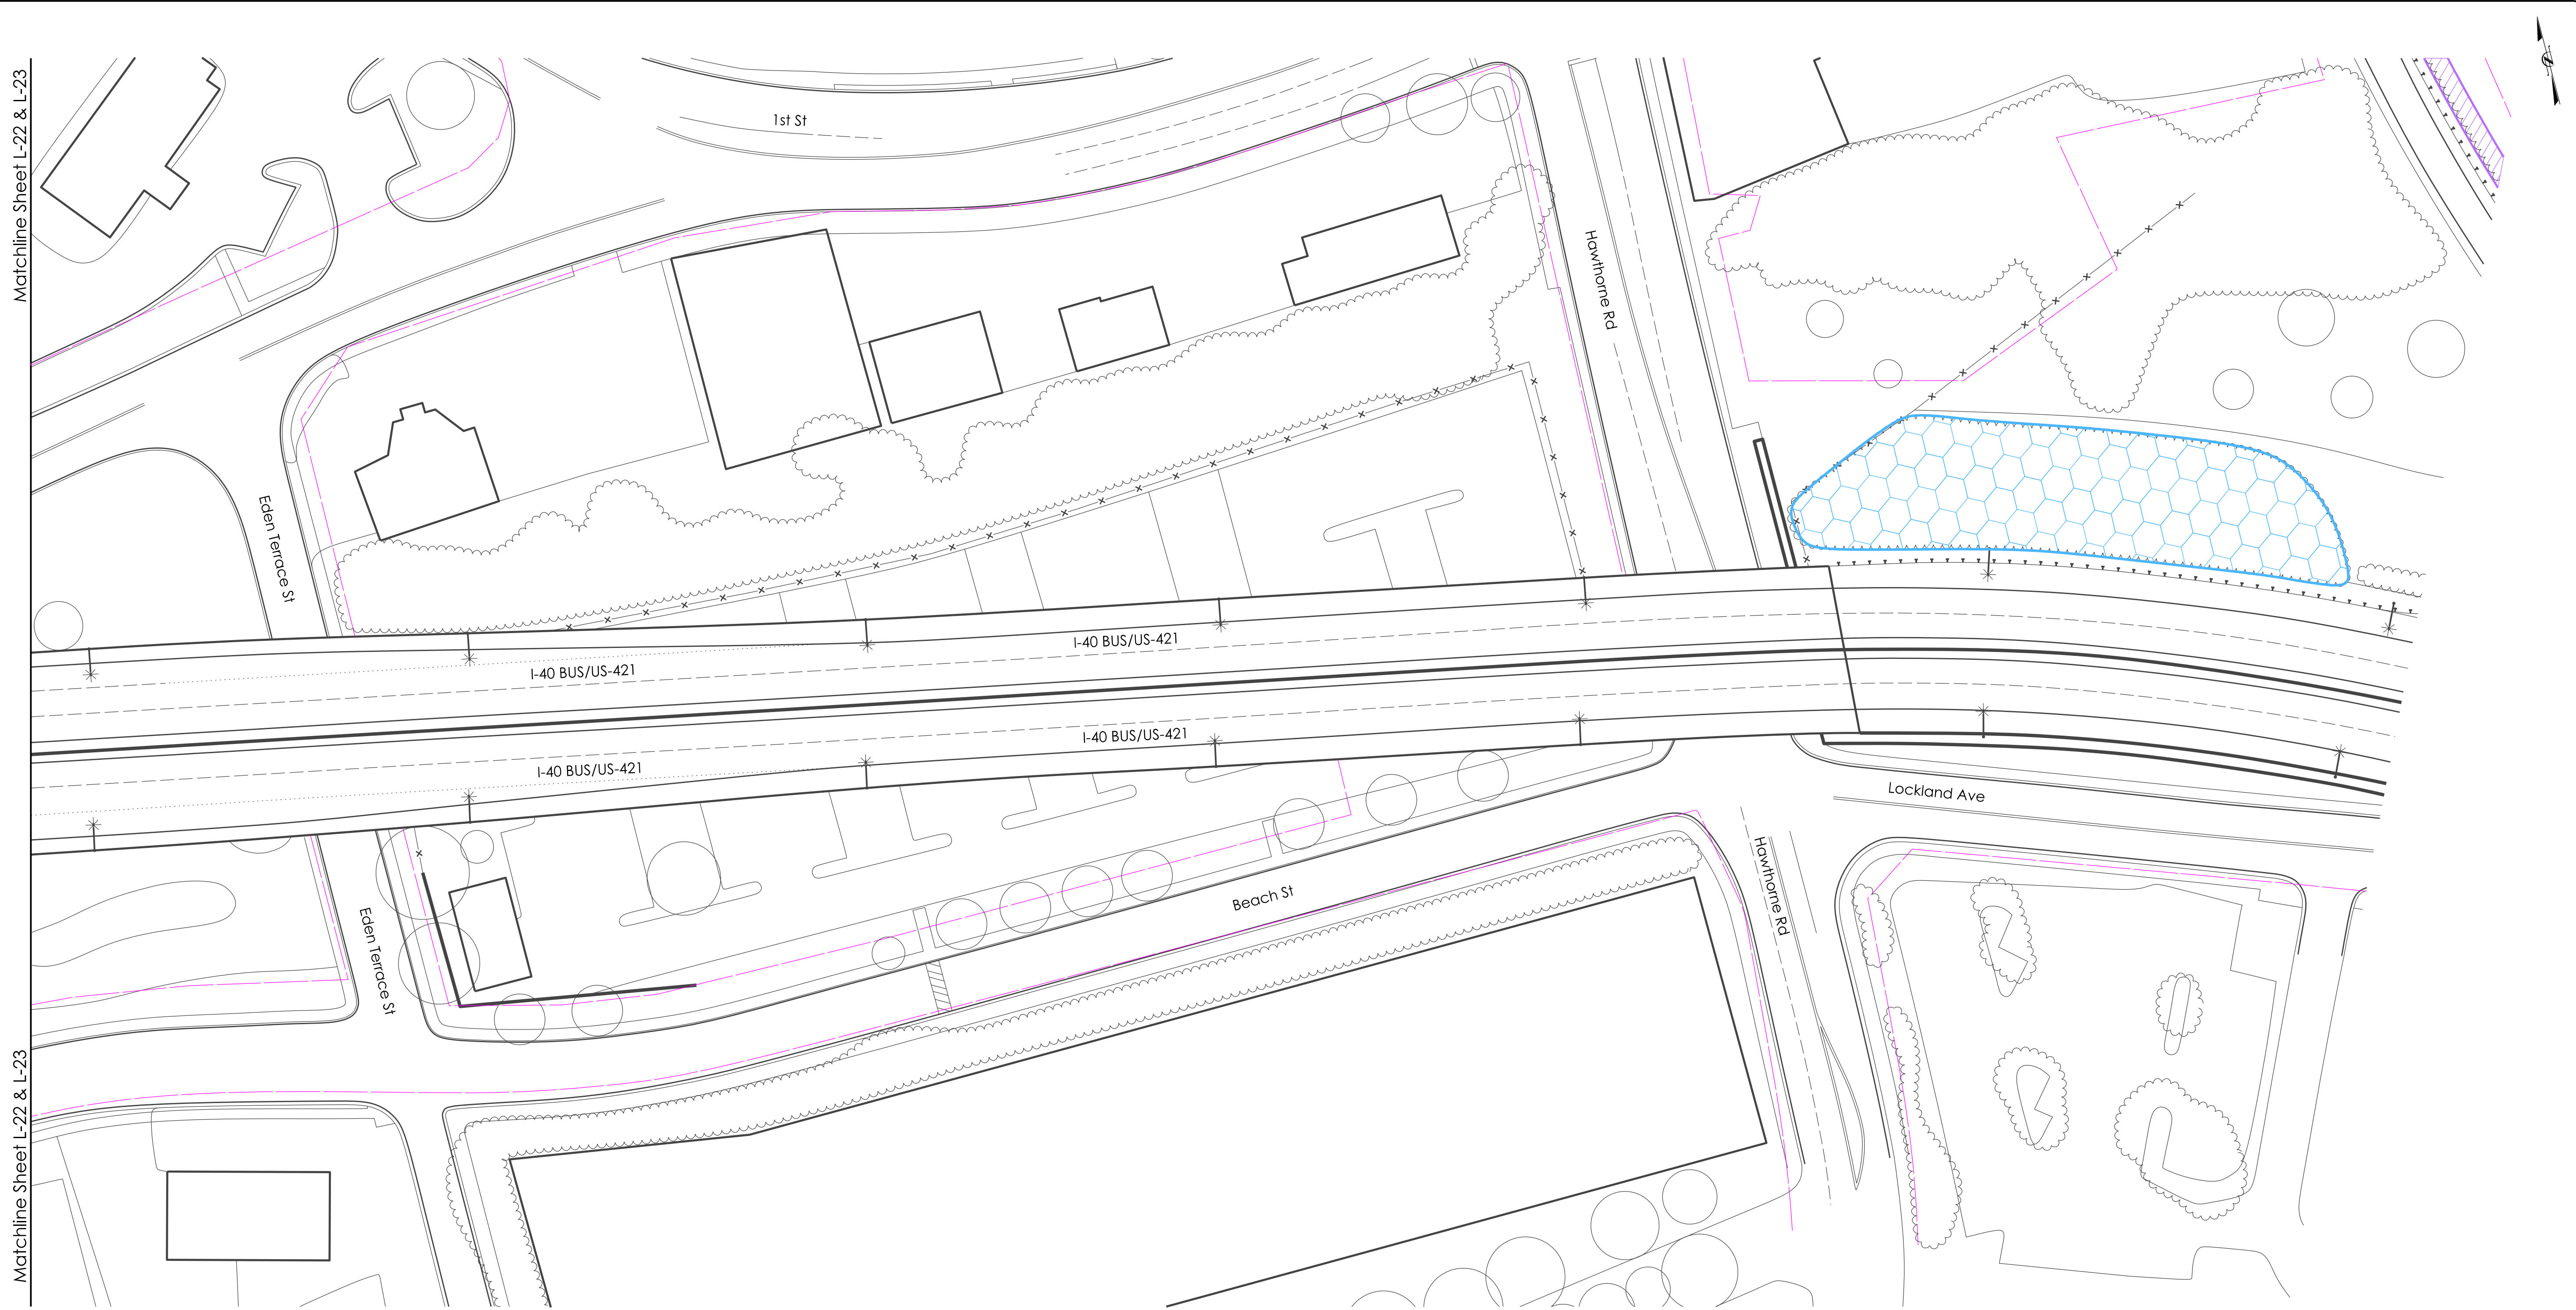 Matchline Sheet L-22 & L-23
1st St
Hawthorne Rd
Eden Terrace St
I-40 BUS/US-421
I-40 BUS/US-421
I-40 BUS/US-421
I-40 BUS/US-421
Lockland Ave
Beach St
Hawthorne Rd
Eden Terrace St
Matchline Sheet L-22 & L-23